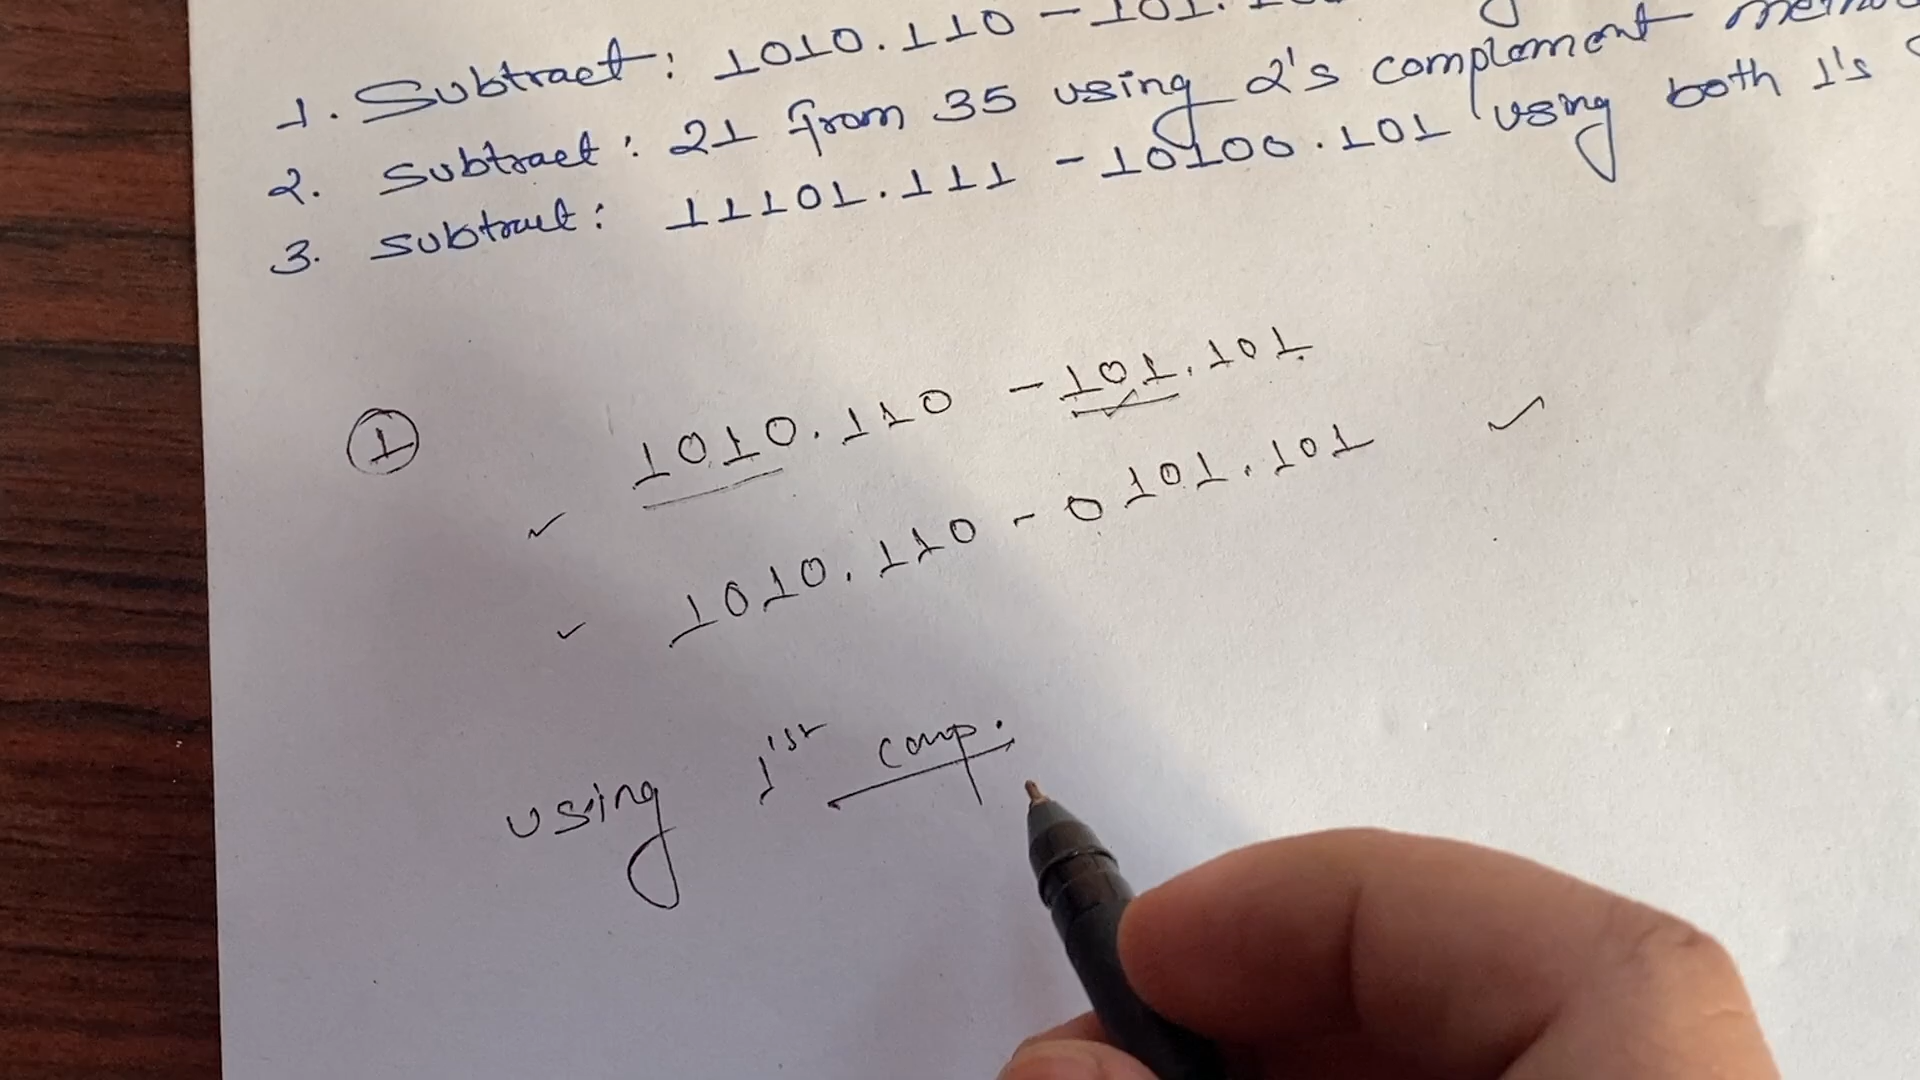 1. Subtract: 1010.110 - 101.
2. Subtract: 21 from 35 using 2's complement
3. Subtract: 11101.111 - 10100.101 using both 1's
1 1010.110 - 101.101
1010.110 - 0101.101
using 1'st comp.